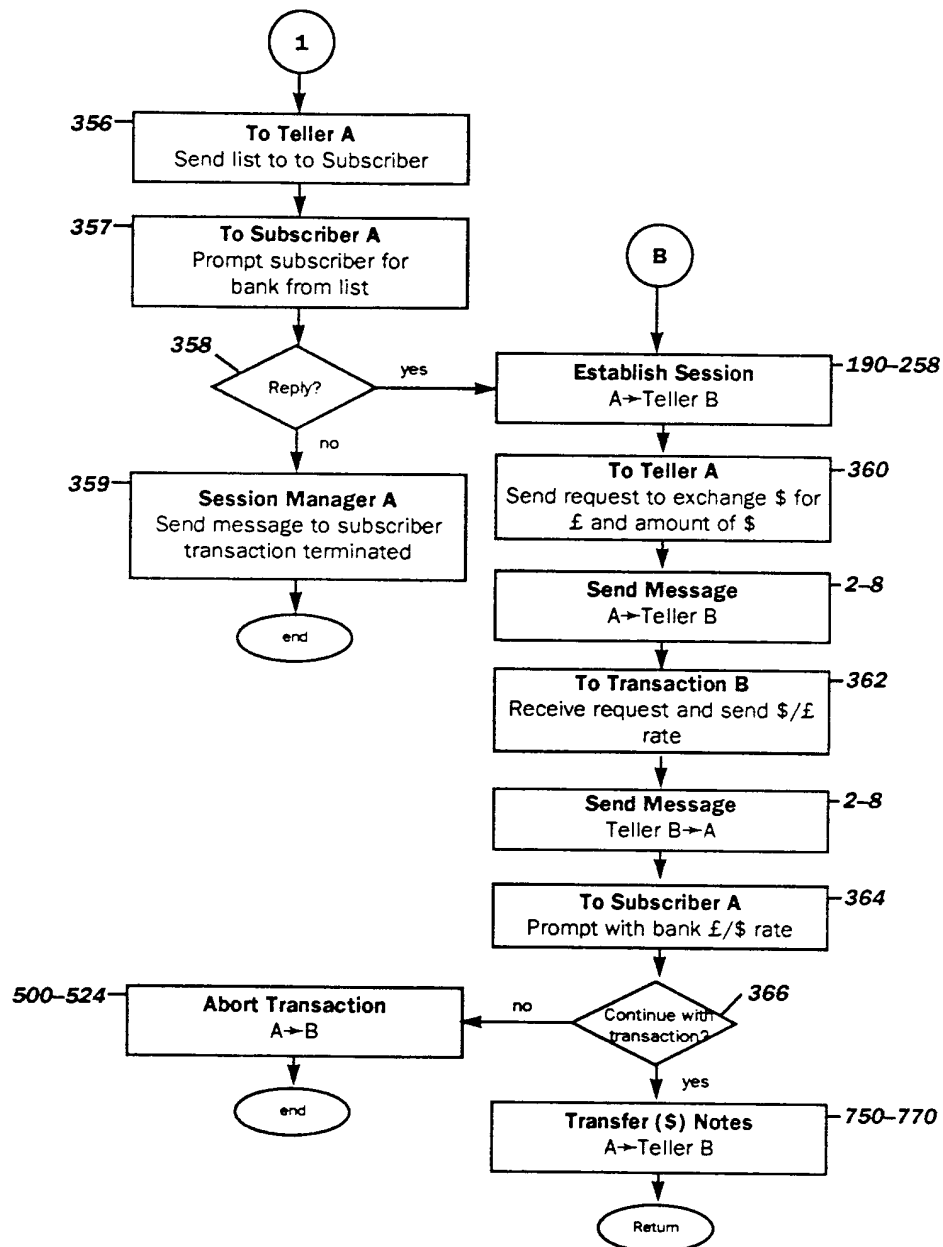 1
356
To Teller A
Send list to to Subscriber
357
To Subscriber A
Prompt subscriber for
bank from list
358
Reply?
yes
no
359
Session Manager A
Send message to subscriber
transaction terminated
end
B
Establish Session
A→Teller B
190–258
To Teller A
Send request to exchange $ for
£ and amount of $
360
Send Message
A→Teller B
2–8
To Transaction B
Receive request and send $/£
rate
362
Send Message
Teller B→A
2–8
To Subscriber A
Prompt with bank £/$ rate
364
Continue with
transaction?
366
no
500–524
Abort Transaction
A→B
end
yes
Transfer ($) Notes
A→Teller B
750–770
Return